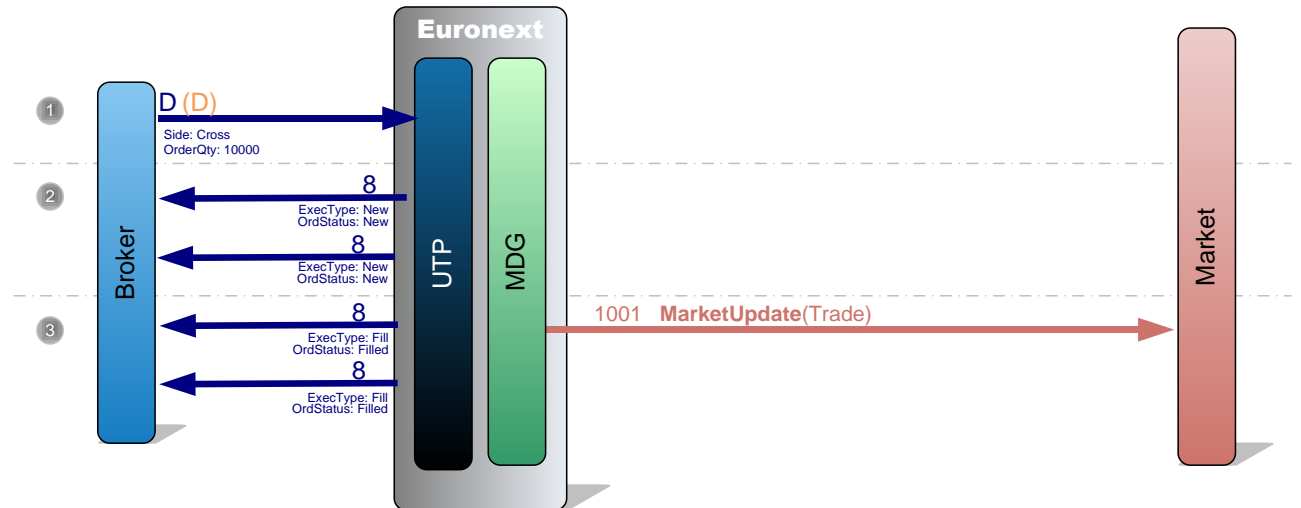 Euronext
1
D (D)
Side: Cross
OrderQty: 10000
2
8
ExecType: New
OrdStatus: New
8
ExecType: New
OrdStatus: New
3
8
ExecType: Fill
OrdStatus: Filled
8
ExecType: Fill
OrdStatus: Filled
1001 MarketUpdate(Trade)
Broker
UTP
MDG
Market